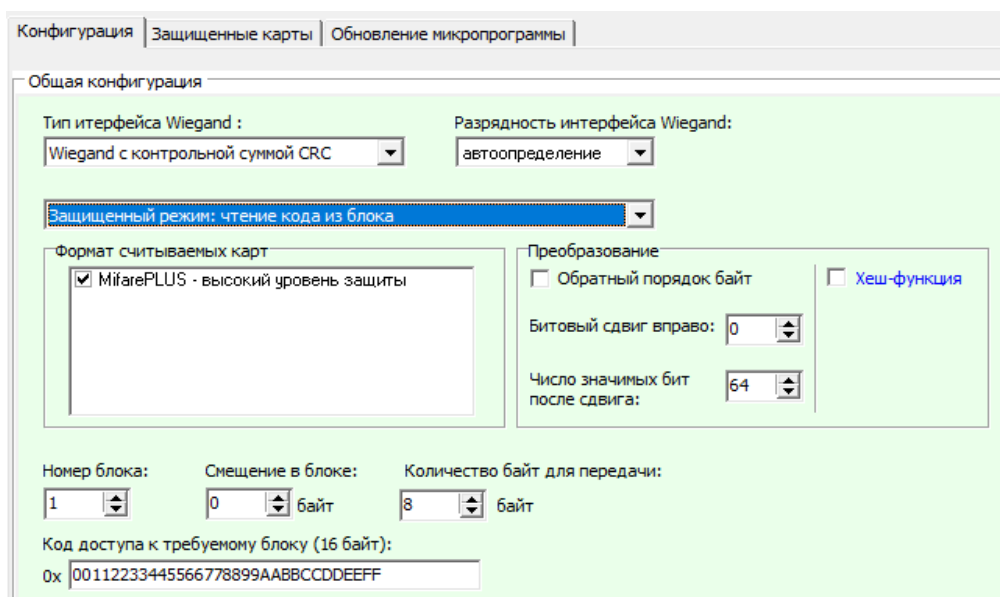 Конфигурация Защищенные карты Обновление микропрограммы
Общая конфигурация
Тип итерфейса Wiegand : Разрядность интерфейса Wiegand:
Wiegand с контрольной суммой CRC автоопределение
Защищенный режим: чтение кода из блока
Формат считываемых карт Преобразование
MifarePLUS - высокий уровень защиты Обратный порядок байт Хеш-функция
Битовый сдвиг вправо: 0
Число значимых бит 64
после сдвига:
Номер блока: Смещение в блоке: Количество байт для передачи:
1 0 байт 8 байт
Код доступа к требуемому блоку (16 байт):
0x 00112233445566778899AABBCCDDEEFF